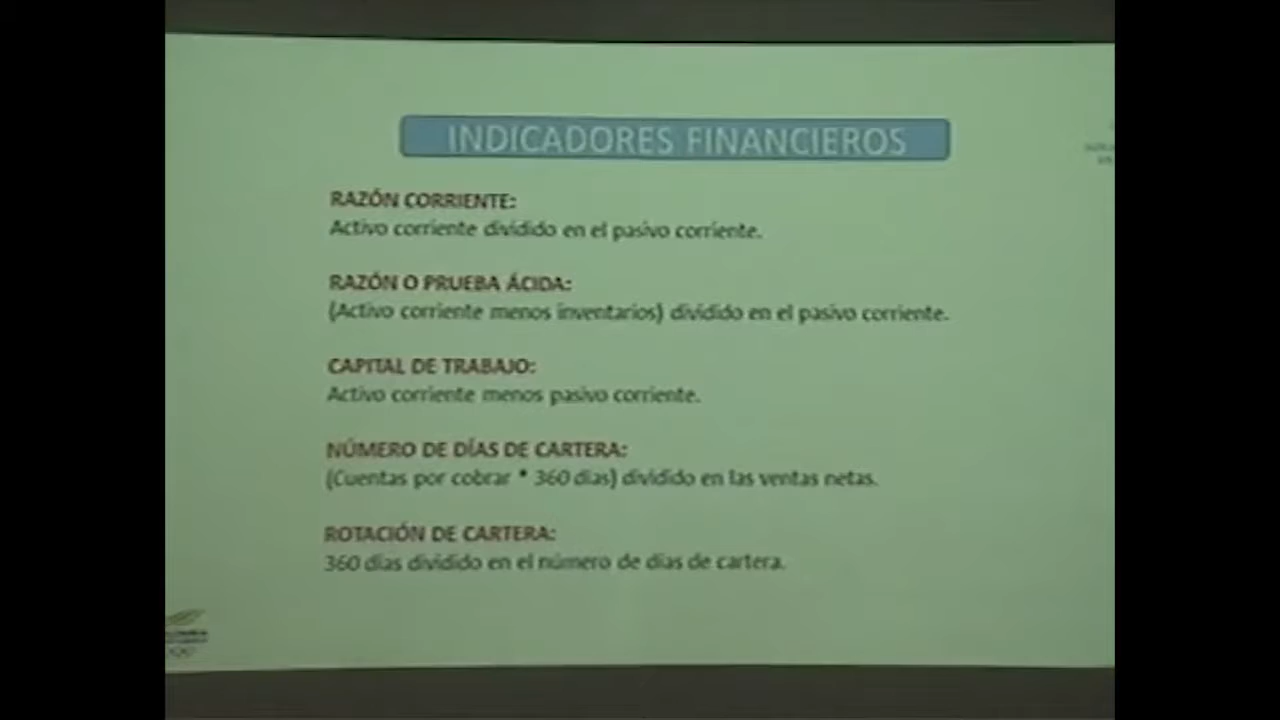 INDICADORES FINANCIEROS
RAZÓN CORRIENTE:
Activo corriente dividido en el pasivo corriente.
RAZÓN O PRUEBA ÁCIDA:
(Activo corriente menos inventarios) dividido en el pasivo corriente.
CAPITAL DE TRABAJO:
Activo corriente menos pasivo corriente.
NÚMERO DE DÍAS DE CARTERA:
(Cuentas por cobrar * 360 días) dividido en las ventas netas.
ROTACIÓN DE CARTERA:
360 días dividido en el número de días de cartera.